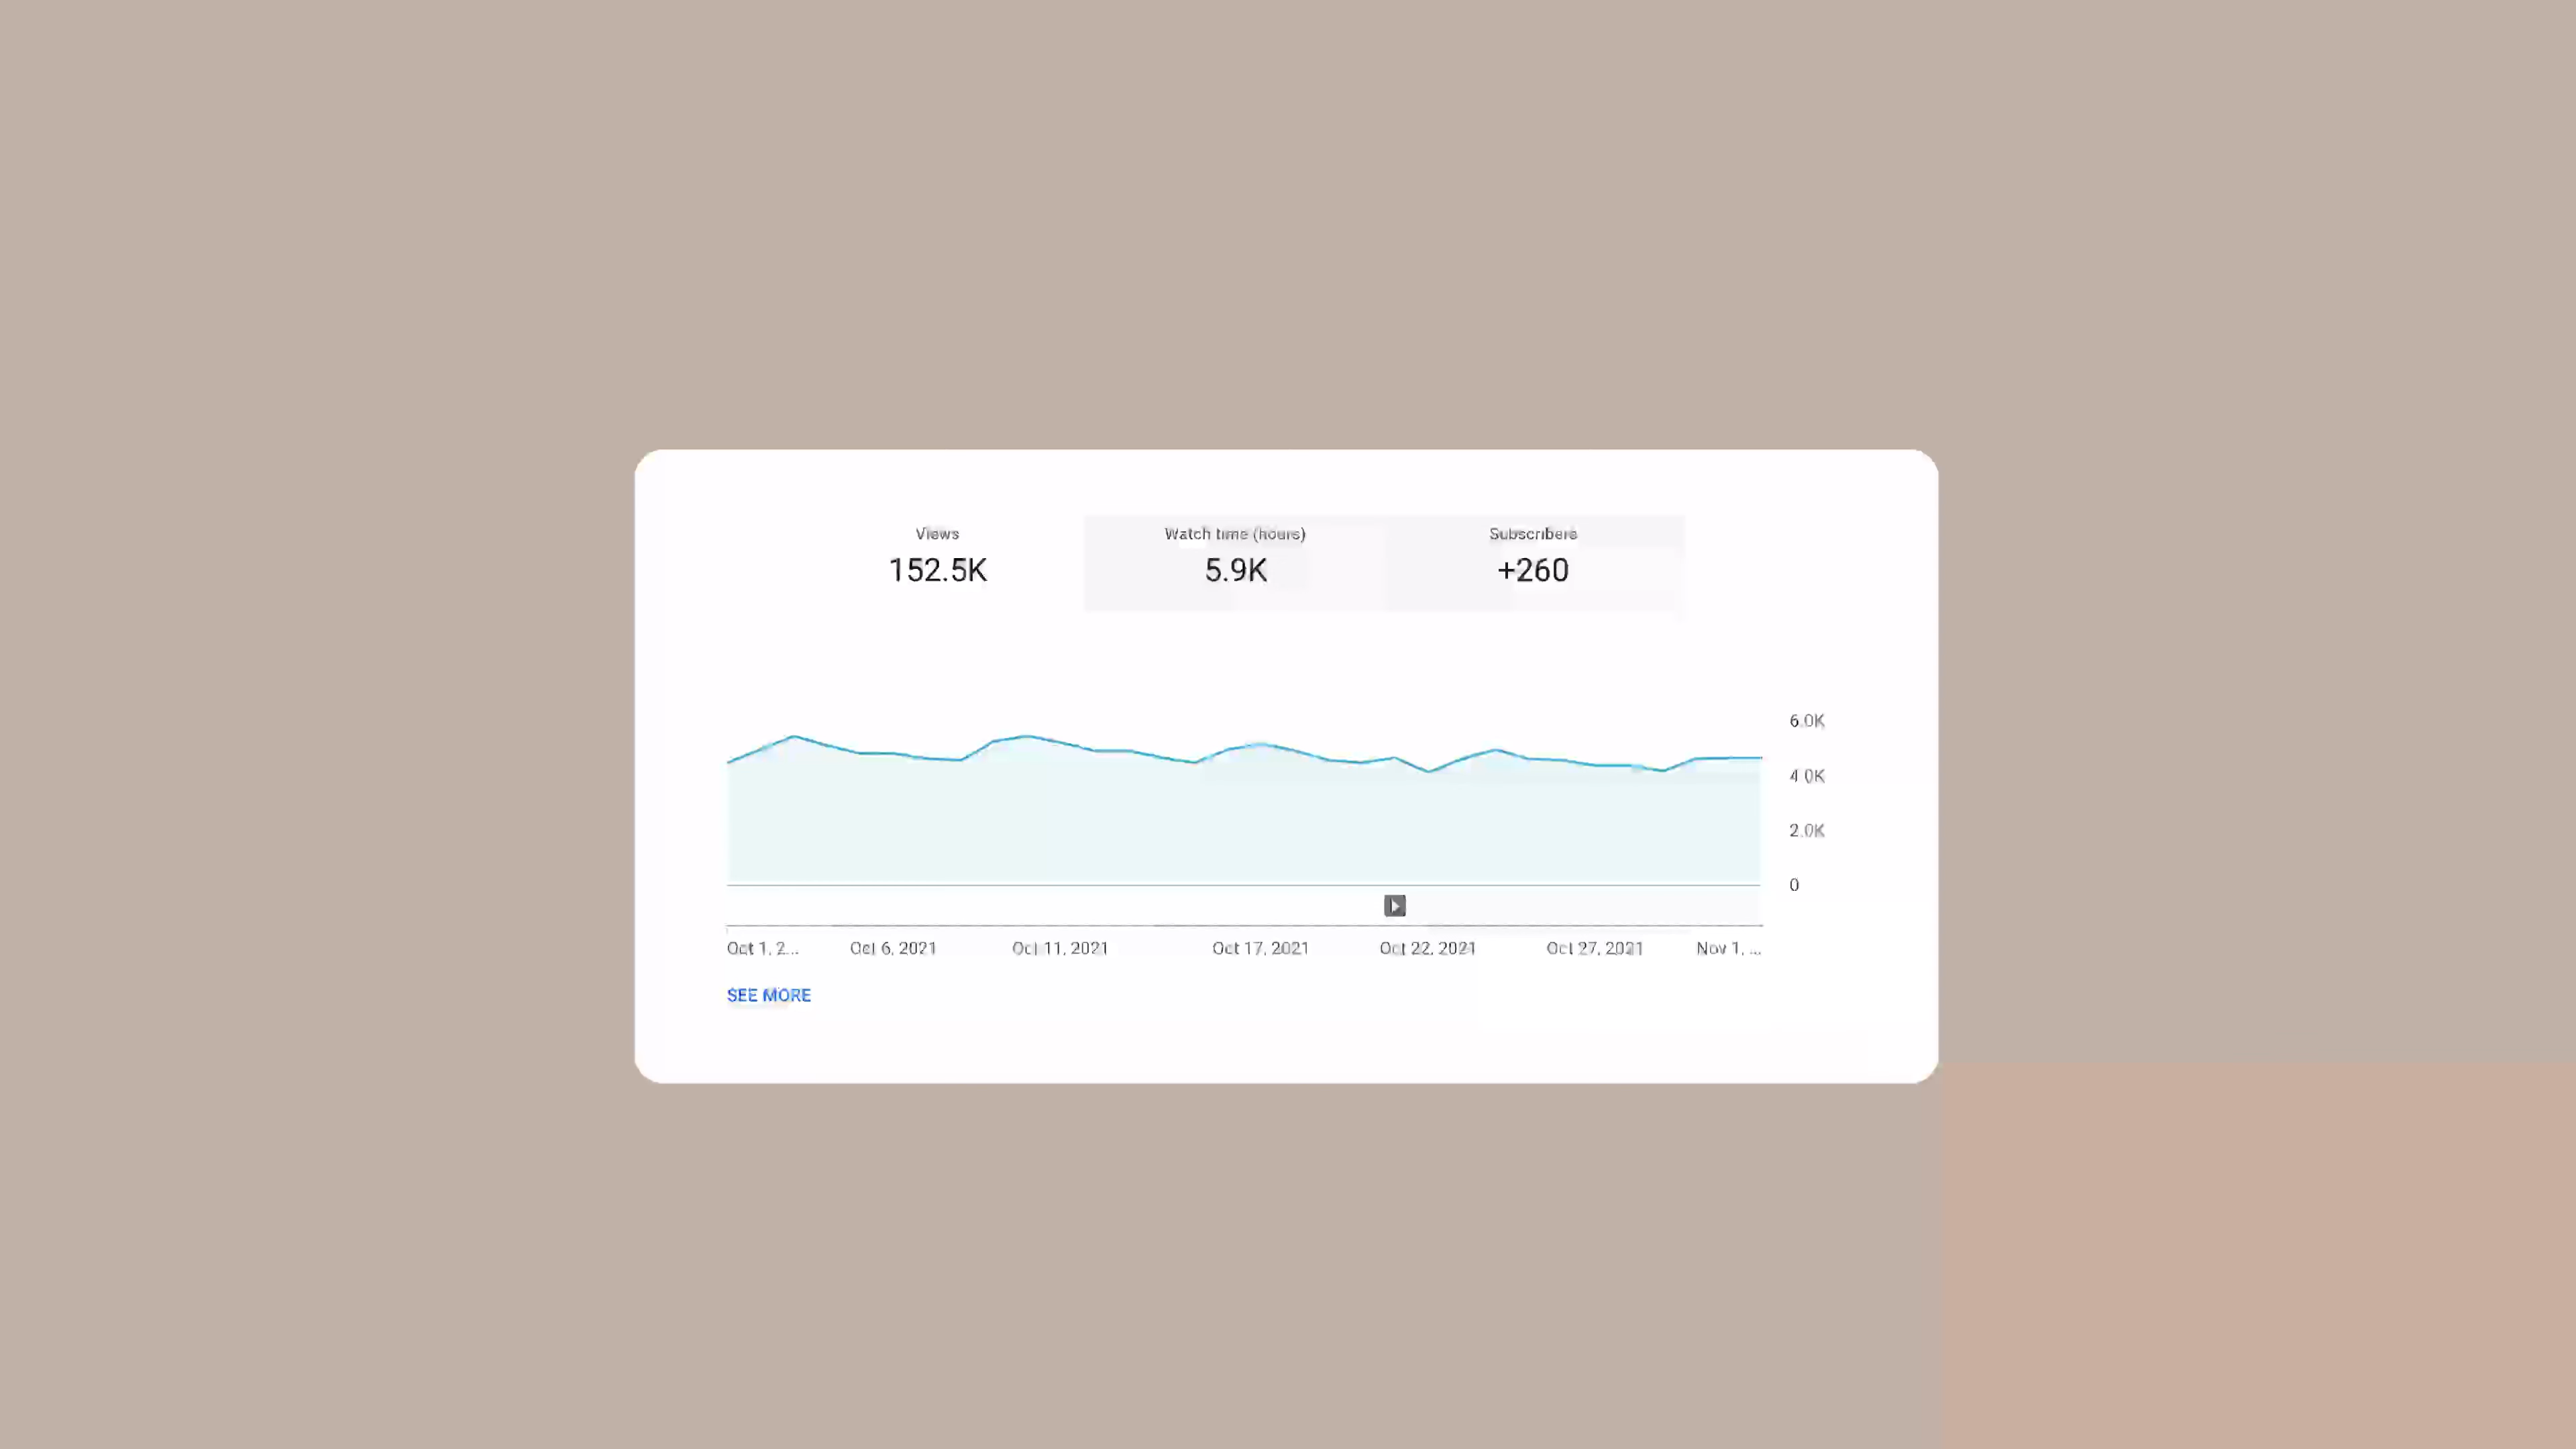 Views
152.5K
Watch time (hours)
5.9K
Subscribers
+260
6.0K
4.0K
2.0K
0
Oct 1, 2...
Oct 6, 2021
Oct 11, 2021
Oct 17, 2021
Oct 22, 2021
Oct 27, 2021
Nov 1, ...
SEE MORE